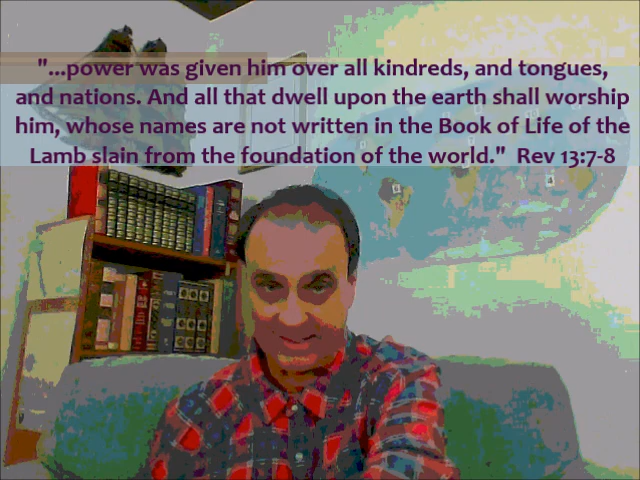 "...power was given him over all kindreds, and tongues,
and nations. And all that dwell upon the earth shall worship
him, whose names are not written in the Book of Life of the
Lamb slain from the foundation of the world."  Rev 13:7-8